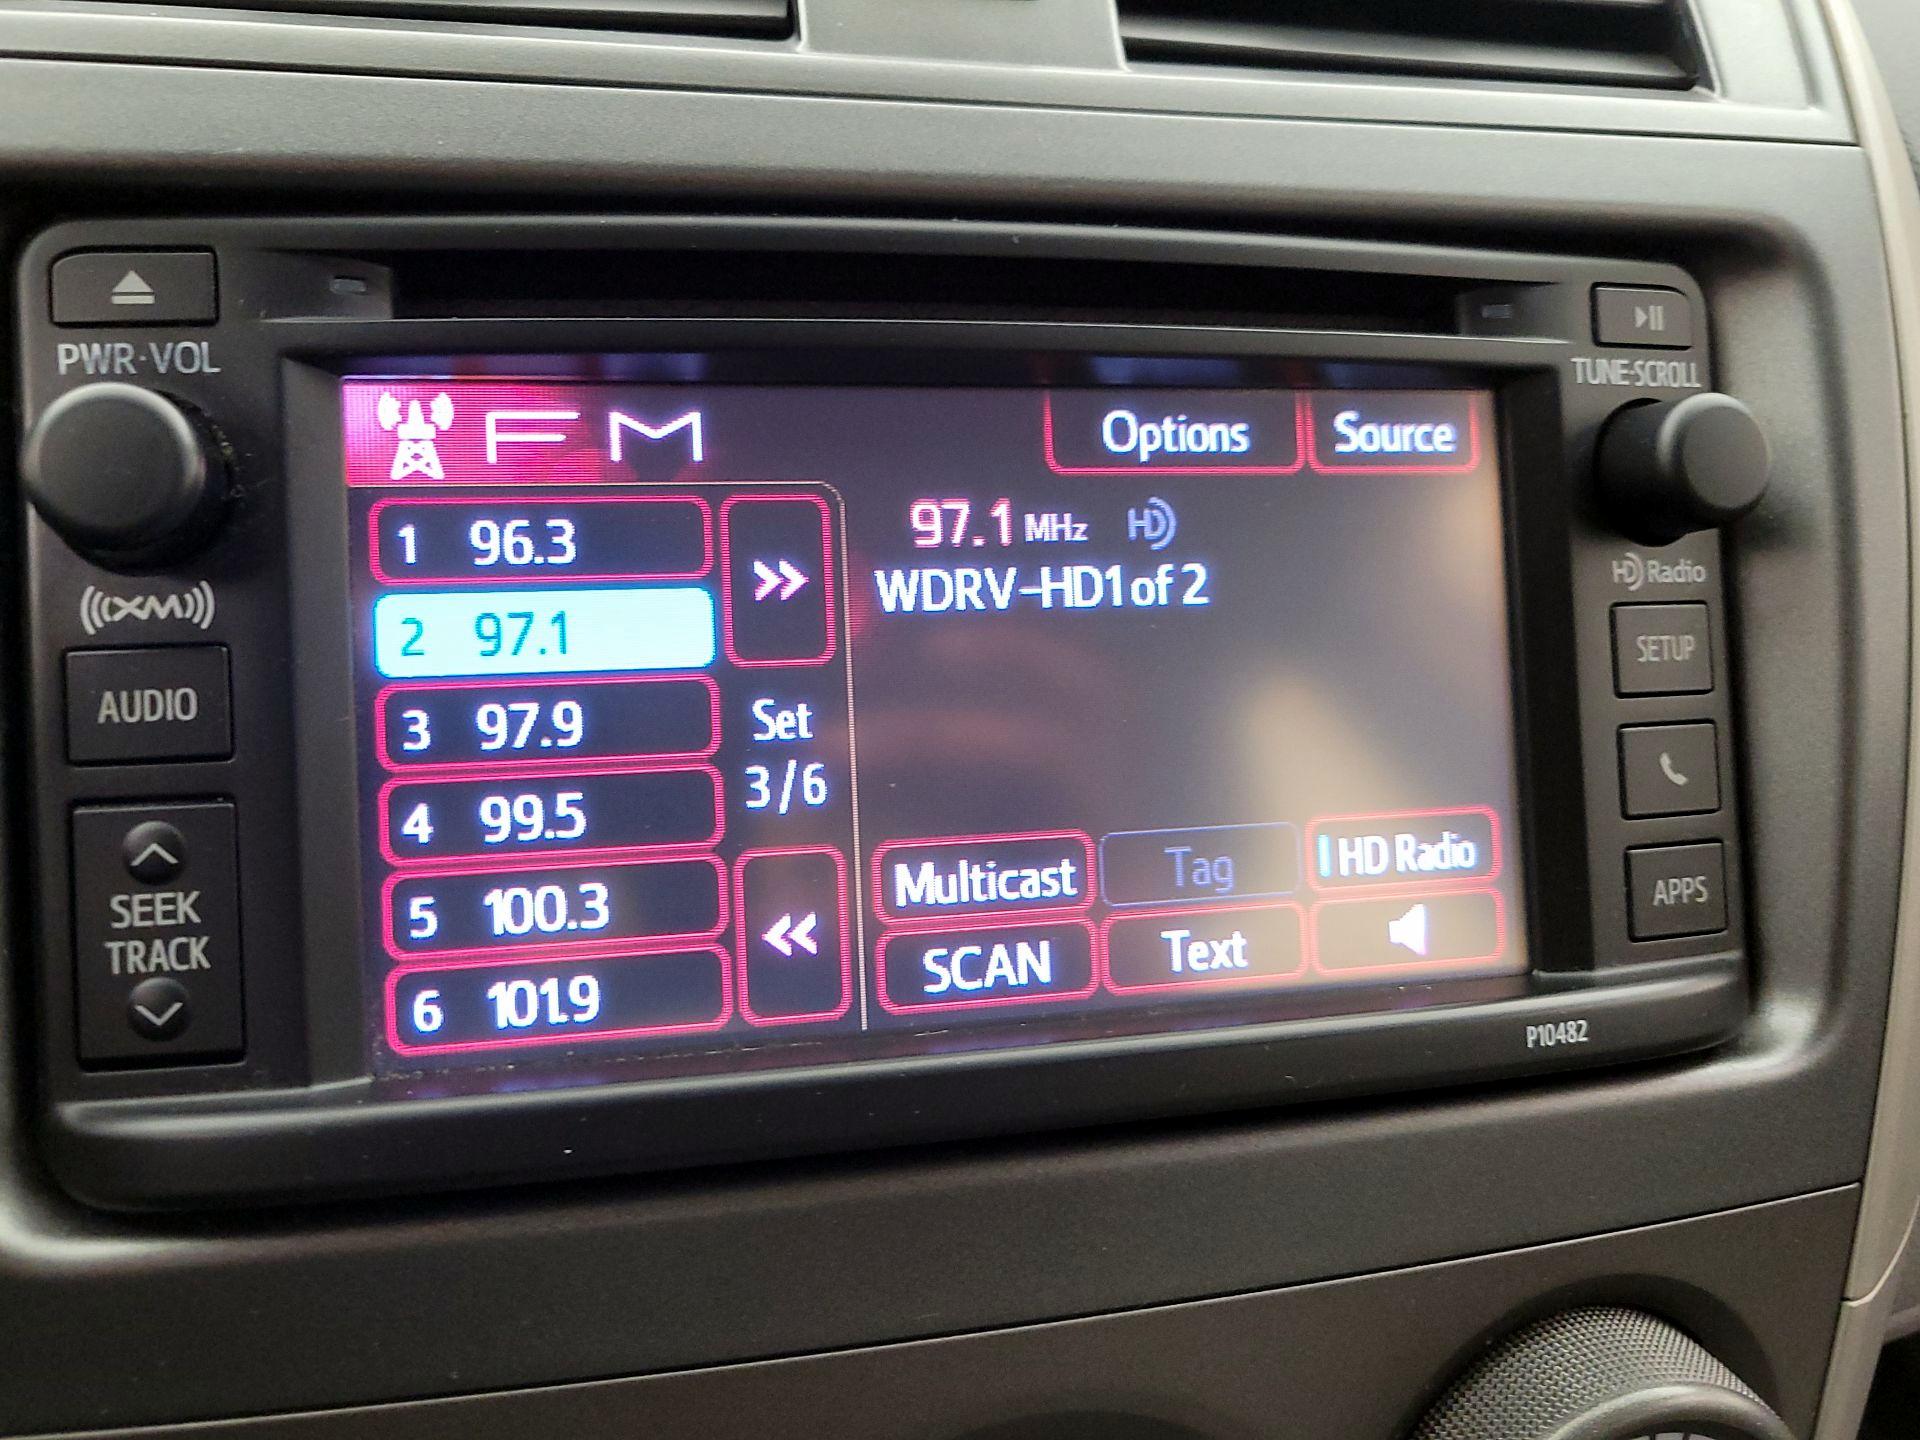 PWR·VOL
TUNE·SCROLL
FM
Options
Source
1 96.3
2 97.1
3 97.9
4 99.5
5 100.3
6 101.9
»
Set
3/6
«
97.1 MHz HD
WDRV-HD1 of 2
Multicast
Tag
HD Radio
SCAN
Text
((XM))
AUDIO
SEEK
TRACK
HD Radio
SETUP
APPS
P10482